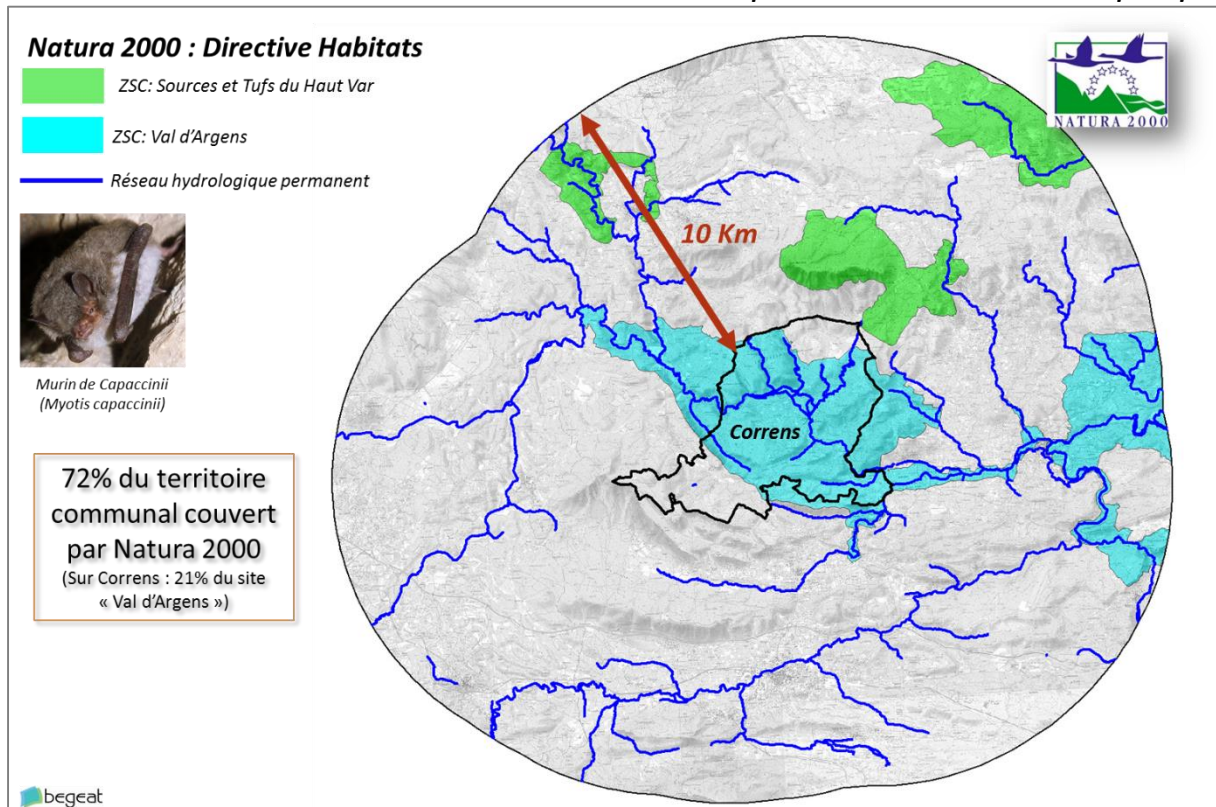 Natura 2000 : Directive Habitats
ZSC: Sources et Tufs du Haut Var
ZSC: Val d'Argens
Réseau hydrologique permanent
NATURA 2000
10 Km
Correns
Murin de Capaccinii
(Myotis capaccinii)
72% du territoire
communal couvert
par Natura 2000
(Sur Correns : 21% du site
« Val d'Argens »)
begeat